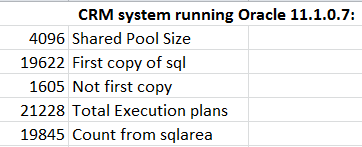 CRM system running Oracle 11.1.0.7:
4096 Shared Pool Size
19622 First copy of sql
1605 Not first copy
21228 Total Execution plans
19845 Count from sqlarea